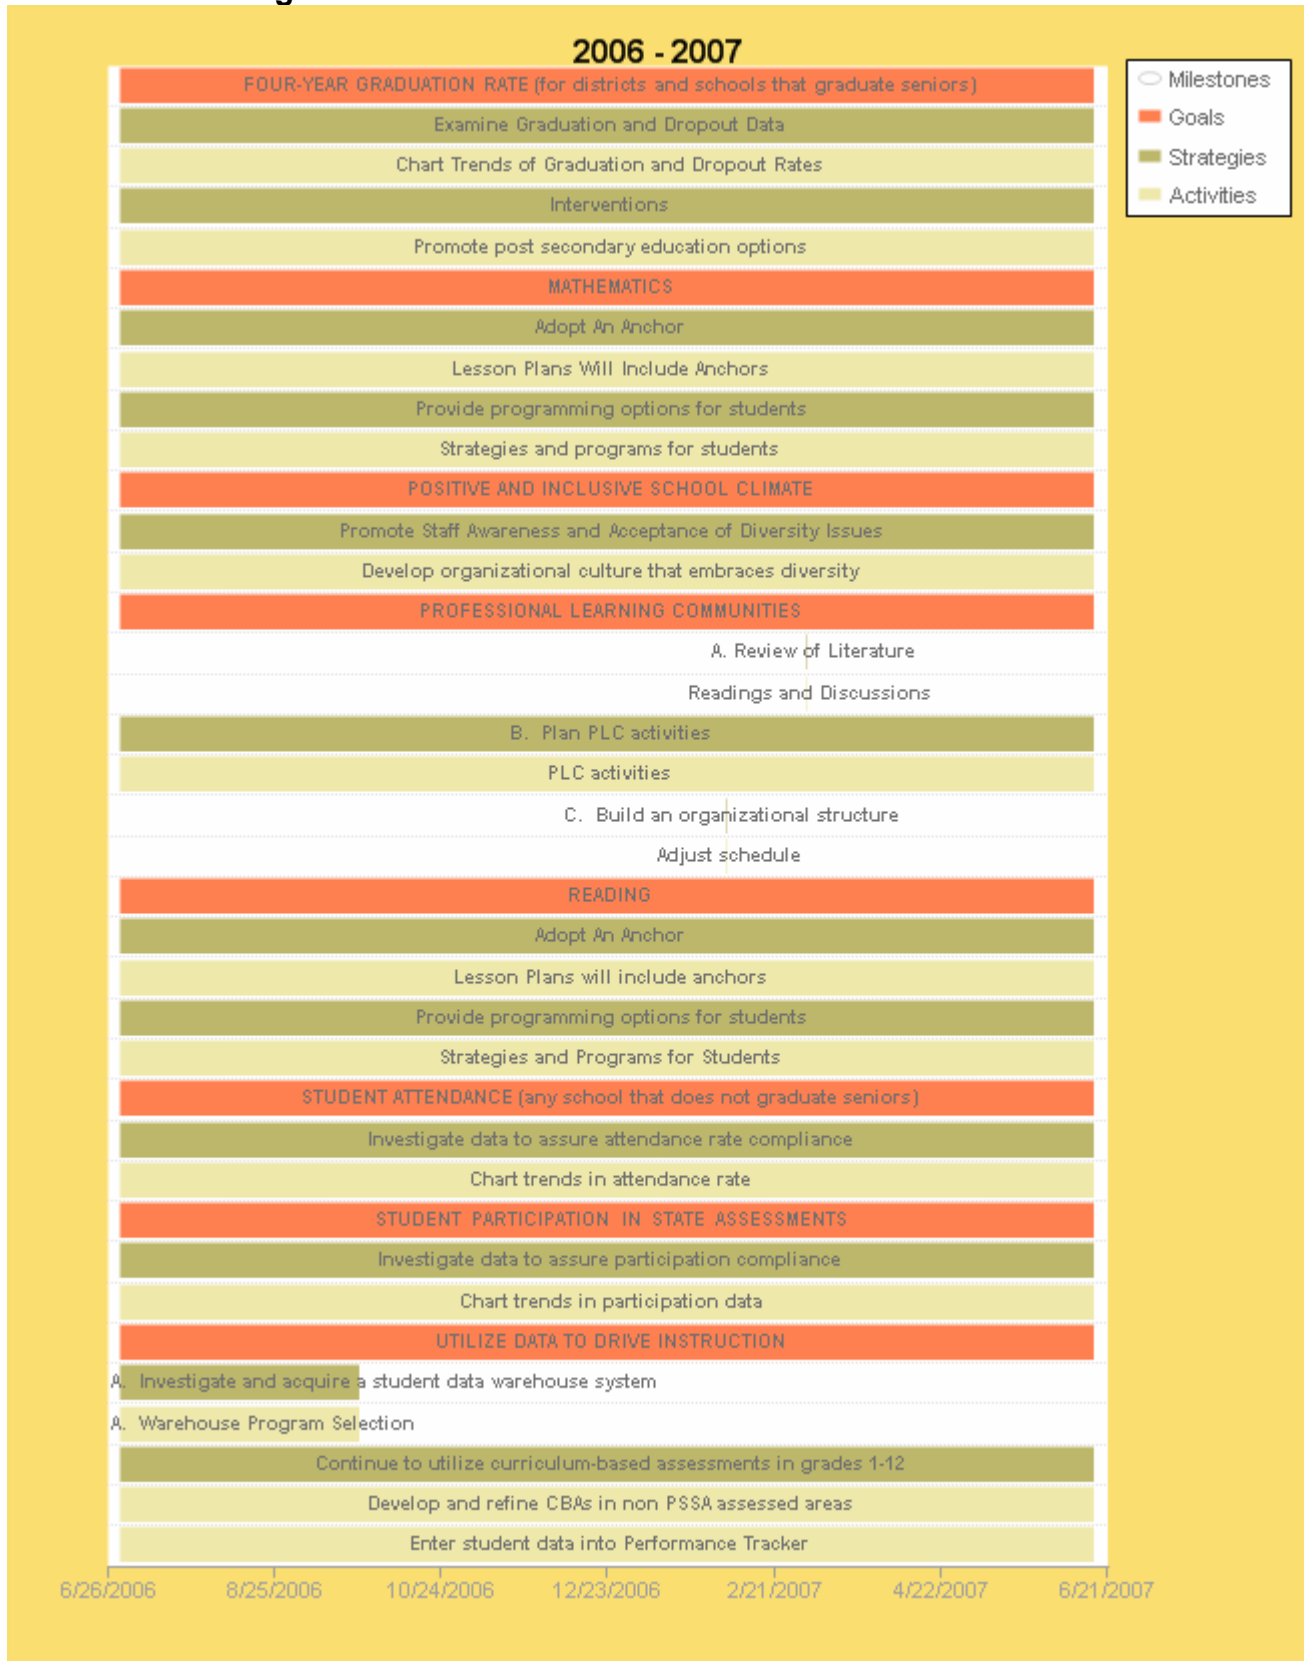 2006 - 2007
FOUR-YEAR GRADUATION RATE (for districts and schools that graduate seniors)
Examine Graduation and Dropout Data
Chart Trends of Graduation and Dropout Rates
Interventions
Promote post secondary education options
MATHEMATICS
Adopt An Anchor
Lesson Plans Will Include Anchors
Provide programming options for students
Strategies and programs for students
POSITIVE AND INCLUSIVE SCHOOL CLIMATE
Promote Staff Awareness and Acceptance of Diversity Issues
Develop organizational culture that embraces diversity
PROFESSIONAL LEARNING COMMUNITIES
A. Review of Literature
Readings and Discussions
B. Plan PLC activities
PLC activities
C. Build an organizational structure
Adjust schedule
READING
Adopt An Anchor
Lesson Plans will include anchors
Provide programming options for students
Strategies and Programs for Students
STUDENT ATTENDANCE (any school that does not graduate seniors)
Investigate data to assure attendance rate compliance
Chart trends in attendance rate
STUDENT PARTICIPATION IN STATE ASSESSMENTS
Investigate data to assure participation compliance
Chart trends in participation data
UTILIZE DATA TO DRIVE INSTRUCTION
A. Investigate and acquire a student data warehouse system
A. Warehouse Program Selection
Continue to utilize curriculum-based assessments in grades 1-12
Develop and refine CBAs in non PSSA assessed areas
Enter student data into Performance Tracker
6/26/2006 8/25/2006 10/24/2006 12/23/2006 2/21/2007 4/22/2007 6/21/2007
Milestones
Goals
Strategies
Activities